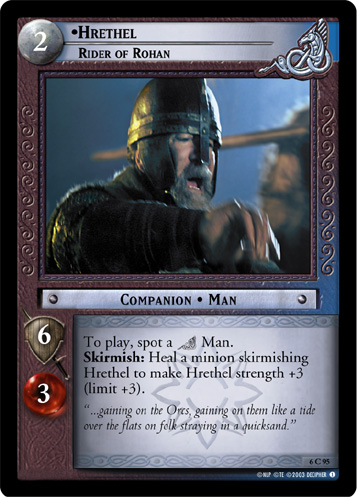 2
•Hrethel
Rider of Rohan
Companion • Man
6
3
To play, spot a Man.
Skirmish: Heal a minion skirmishing
Hrethel to make Hrethel strength +3
(limit +3).
“...gaining on the Orcs, gaining on them like a tide
over the flats on folk straying in a quicksand.”
6 C 95
©NLP ©TE ©2003 DECIPHER